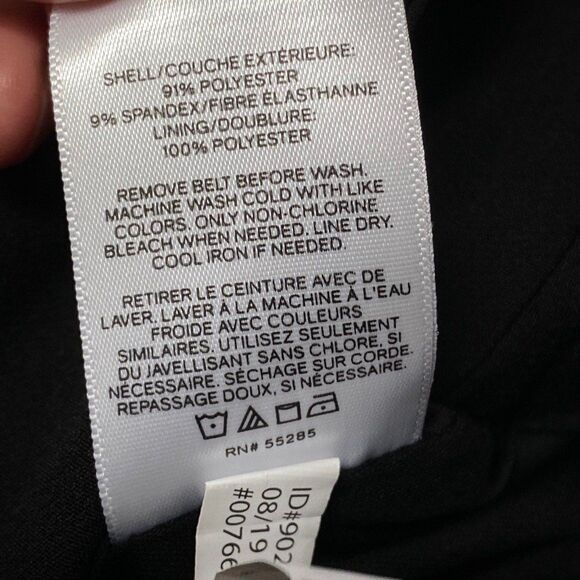 SHELL/COUCHE EXTÉRIEURE:
91% POLYESTER
9% SPANDEX/FIBRE ÉLASTHANNE
LINING/DOUBLURE:
100% POLYESTER
REMOVE BELT BEFORE WASH.
MACHINE WASH COLD WITH LIKE
COLORS. ONLY NON-CHLORINE
BLEACH WHEN NEEDED. LINE DRY.
COOL IRON IF NEEDED.
RETIRER LE CEINTURE AVEC DE
LAVER. LAVER À LA MACHINE À L'EAU
FROIDE AVEC COULEURS
SIMILAIRES. UTILISEZ SEULEMENT
DU JAVELLISANT SANS CHLORE, SI
NÉCESSAIRE. SÉCHAGE SUR CORDE.
REPASSAGE DOUX, SI NÉCESSAIRE.
RN# 55285
ID#902
08/19
#00766